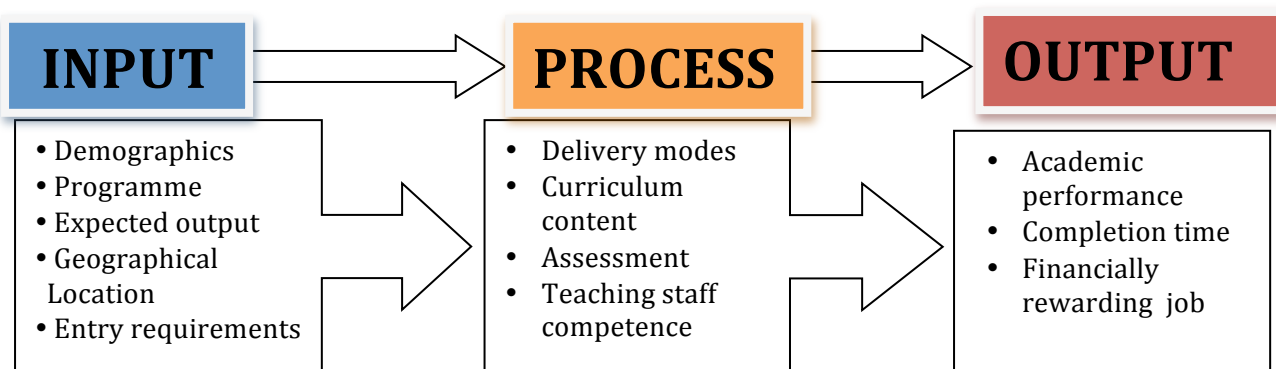 INPUT
PROCESS
OUTPUT
• Demographics
• Programme
• Expected output
• Geographical
Location
• Entry requirements
• Delivery modes
• Curriculum
content
• Assessment
• Teaching staff
competence
• Academic
performance
• Completion time
• Financially
rewarding job